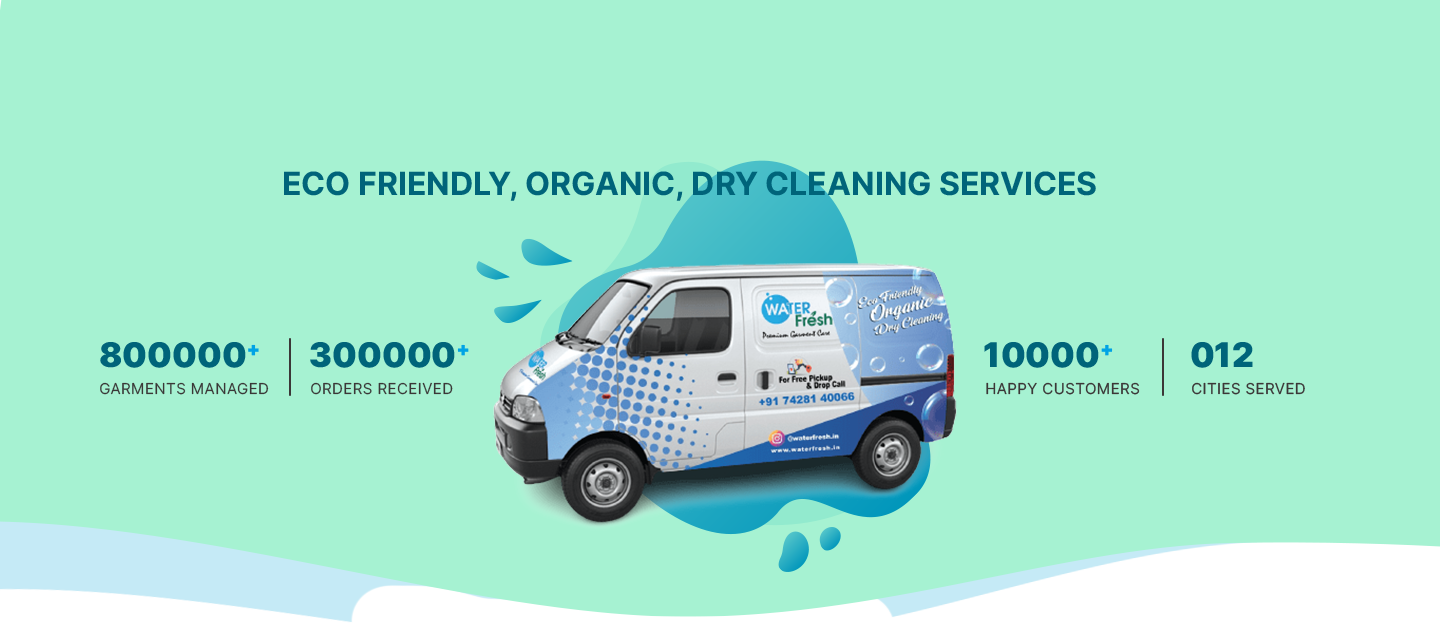 ECO FRIENDLY, ORGANIC, DRY CLEANING SERVICES
800000+
GARMENTS MANAGED
300000+
ORDERS RECEIVED
WATER
Fresh
Premium Garment Care
For Free Pickup
& Drop Call
+91 74281 40066
@waterfresh.in
www.waterfresh.in
Eco Friendly
Organic
Dry Cleaning
WATER
Fresh
10000+
HAPPY CUSTOMERS
012
CITIES SERVED